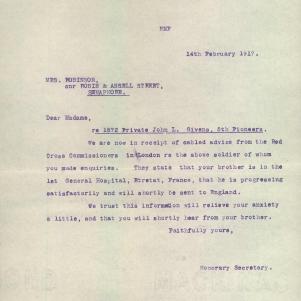 14th February 1917.
MRS. ROBINSON,
cnr ROSIE & ANSELL STREET,
SEMAPHORE.
Dear Madame,
re 1872 Private John L. Givens, 5th Pioneers.
We are now in receipt of cabled advice from the Red
Cross Commissioners in London re the above soldier of whom
you made enquiries. They state that your brother is in the
1st General Hospital, Etretat, France, that he is progressing
satisfactorily and will shortly be sent to England.
We trust this information will relieve your anxiety
a little, and that you will shortly hear from your brother.
Faithfully yours,
Honorary Secretary.